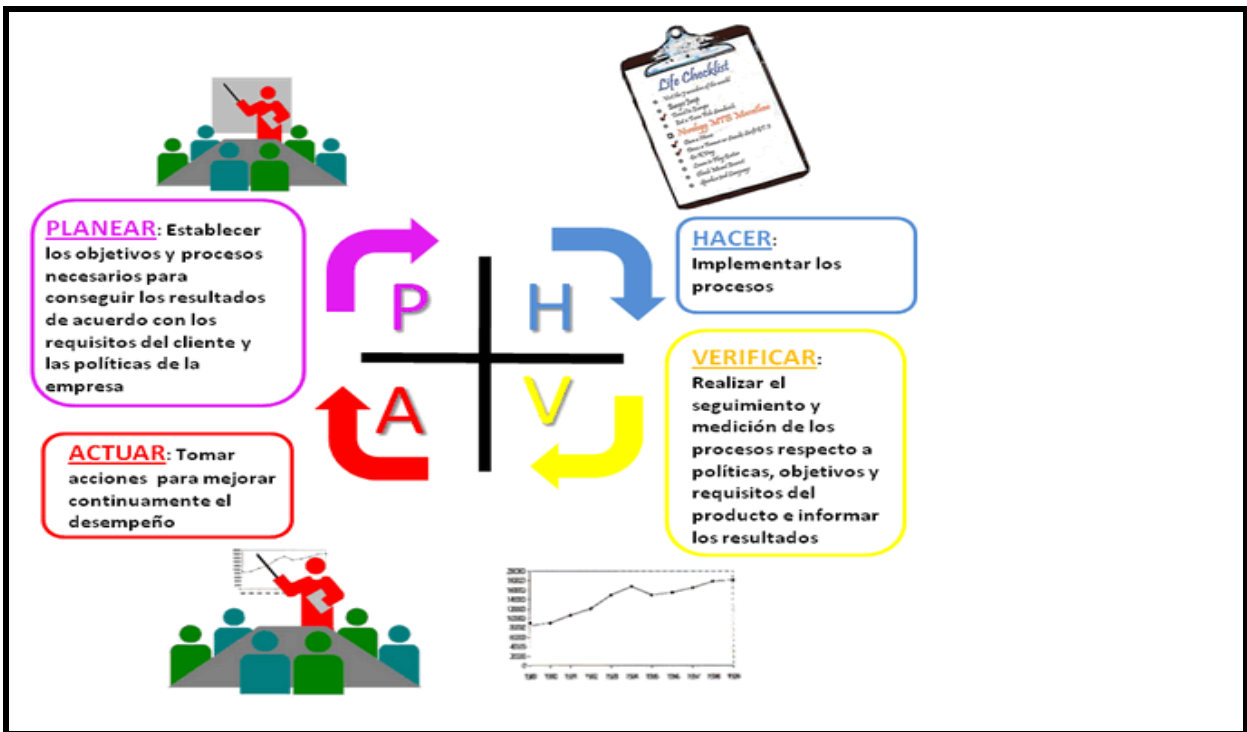 Life Checklist
PLANEAR: Establecer
los objetivos y procesos
necesarios para
conseguir los resultados
de acuerdo con los
requisitos del cliente y
las políticas de la
empresa
P
H
HACER:
Implementar los
procesos
A
V
VERIFICAR:
Realizar el
seguimiento y
medición de los
procesos respecto a
políticas, objetivos y
requisitos del
producto e informar
los resultados
ACTUAR: Tomar
acciones para mejorar
continuamente el
desempeño